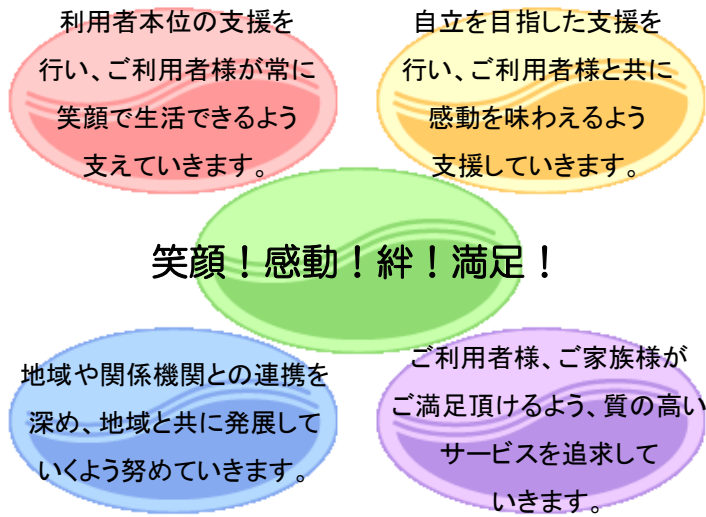 利用者本位の支援を
行い、ご利用者様が常に
笑顔で生活できるよう
支えていきます。
自立を目指した支援を
行い、ご利用者様と共に
感動を味わえるよう
支援していきます。
笑顔！感動！絆！満足！
地域や関係機関との連携を
深め、地域と共に発展して
いくよう努めていきます。
ご利用者様、ご家族様が
ご満足頂けるよう、質の高い
サービスを追求して
いきます。